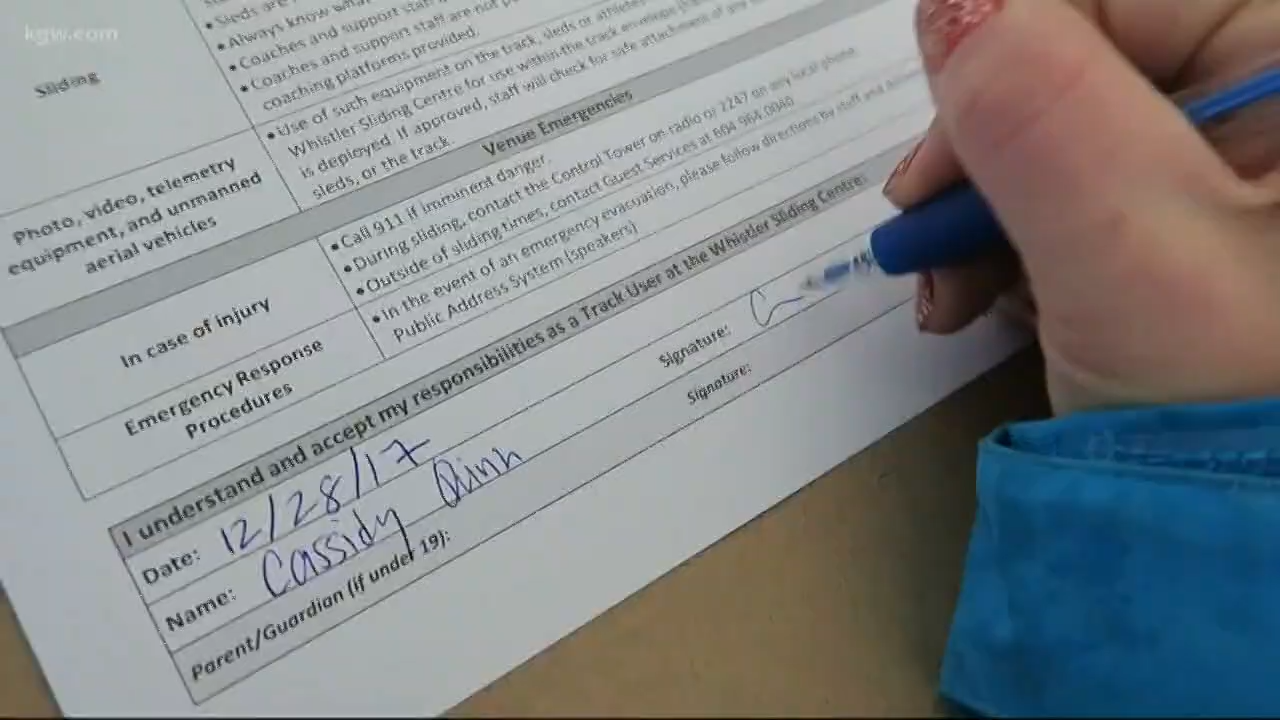 kgw.com
Sleds are
Always know what
Coaches and support staff
Sliding
• Coaches and support staff are not
coaching platforms provided.
Photo, video, telemetry
equipment, and unmanned
aerial vehicles
• Use of such equipment on the track, sleds or athletes
Whistler Sliding Centre for use within the track envelope
is deployed. If approved, staff will check for safe attachment of any
sleds, or the track.
Venue Emergencies
In case of injury
• Call 911 if imminent danger.
• During sliding, contact the Control Tower on radio or 2247 on any local phone
• Outside of sliding times, contact Guest Services at 604.964.0040
Emergency Response
Procedures
• In the event of an emergency evacuation, please follow directions by staff and
Public Address System (speakers)
I understand and accept my responsibilities as a Track User at the Whistler Sliding Centre:
Date: 12/28/17
Name: Cassidy Quinn Signature:
Parent/Guardian (if under 19): Signature: